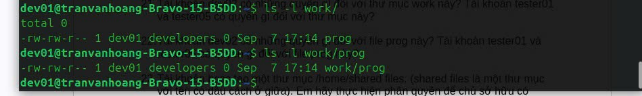 dev01@tranvanhoang-Bravo-15-B5DD:~$ ls -l work/
total 0
-rw-rw-r-- 1 dev01 developers 0 Sep  7 17:14 prog
dev01@tranvanhoang-Bravo-15-B5DD:~$ ls -l work/prog
-rw-rw-r-- 1 dev01 developers 0 Sep  7 17:14 work/prog
dev01@tranvanhoang-Bravo-15-B5DD:~$